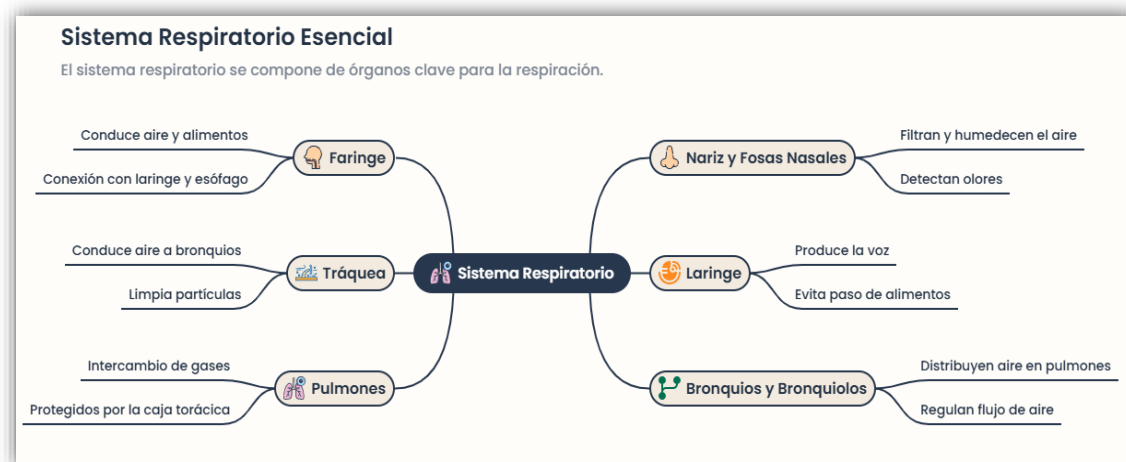 Sistema Respiratorio Esencial
El sistema respiratorio se compone de órganos clave para la respiración.
Conduce aire y alimentos
Faringe
Conexión con laringe y esófago
Nariz y Fosas Nasales
Filtran y humedecen el aire
Detectan olores
Conduce aire a bronquios
Tráquea
Limpia partículas
Sistema Respiratorio
Laringe
Produce la voz
Evita paso de alimentos
Intercambio de gases
Pulmones
Protegidos por la caja torácica
Bronquios y Bronquiolos
Distribuyen aire en pulmones
Regulan flujo de aire